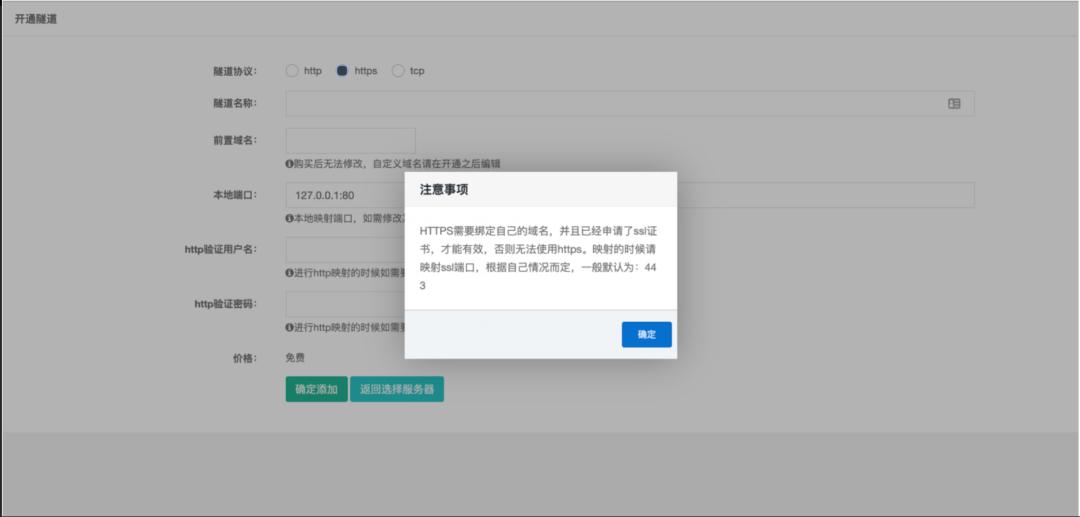 开通隧道
隧道协议：
http
https
tcp
隧道名称：
前置域名：
购买后无法修改，自定义域名请在开通之后编辑
本地端口：
127.0.0.1:80
本地映射端口，如需修改
http验证用户名：
进行http映射的时候如需要
http验证密码：
进行http映射的时候如需要
价格：
免费
确定添加
返回选择服务器
注意事项
HTTPS需要绑定自己的域名，并且已经申请了ssl证
书，才能有效，否则无法使用https。映射的时候请
映射ssl端口，根据自己情况而定，一般默认为：44
3
确定